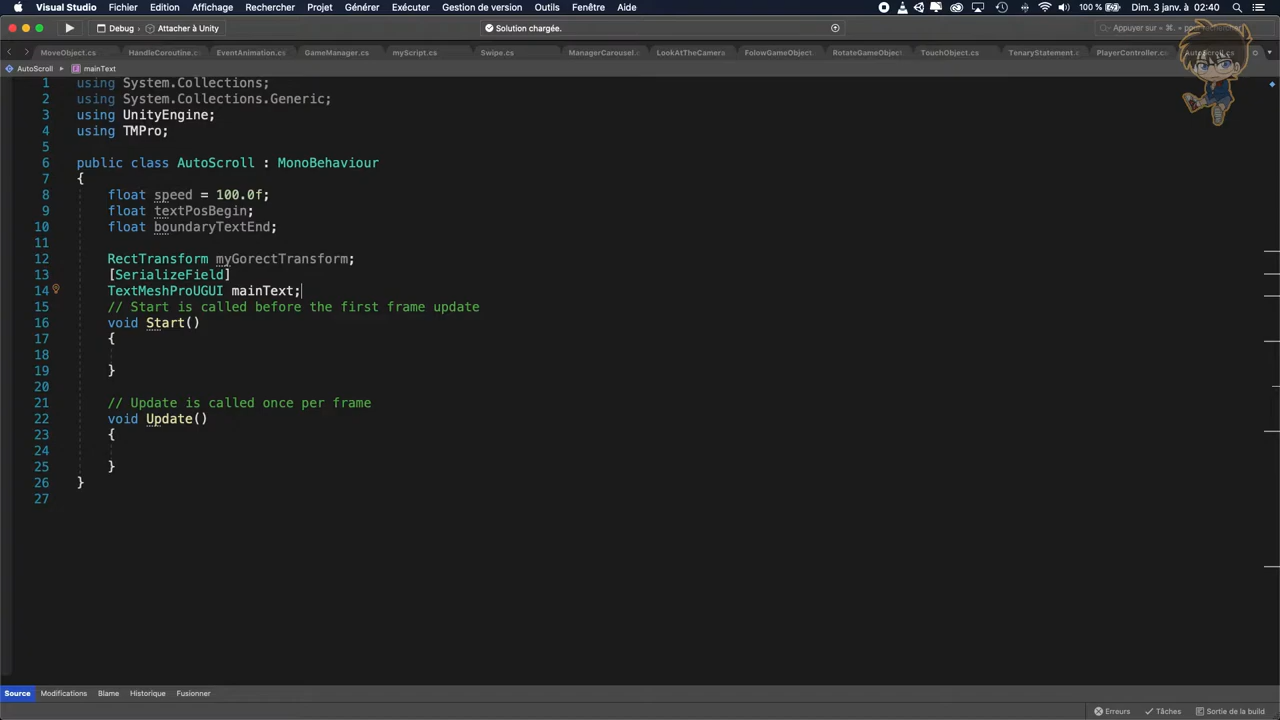 Visual Studio Fichier Edition Affichage Rechercher Projet Générer Exécuter Gestion de version Outils Fenêtre Aide 100 % Dim. 3 janv. à 02:40
Debug Attacher à Unity Solution chargée. Appuyer sur
MoveObject.cs HandleCoroutine. EventAnimation.cs GameManager.cs myScript.cs Swipe.cs ManagerCarousel.c LookAtTheCamera FolowGameObject RotateGameObject TouchObject.cs TenaryStatement.c PlayerController.cs AutoScroll.cs
AutoScroll mainText
1 using System.Collections;
2 using System.Collections.Generic;
3 using UnityEngine;
4 using TMPro;
5
6 public class AutoScroll : MonoBehaviour
7 {
8 float speed = 100.0f;
9 float textPosBegin;
10 float boundaryTextEnd;
11
12 RectTransform myGorectTransform;
13 [SerializeField]
14 TextMeshProUGUI mainText;
15 // Start is called before the first frame update
16 void Start()
17 {
18
19 }
20
21 // Update is called once per frame
22 void Update()
23 {
24
25 }
26 }
27
Source Modifications Blame Historique Fusionner
Erreurs Tâches Sortie de la build